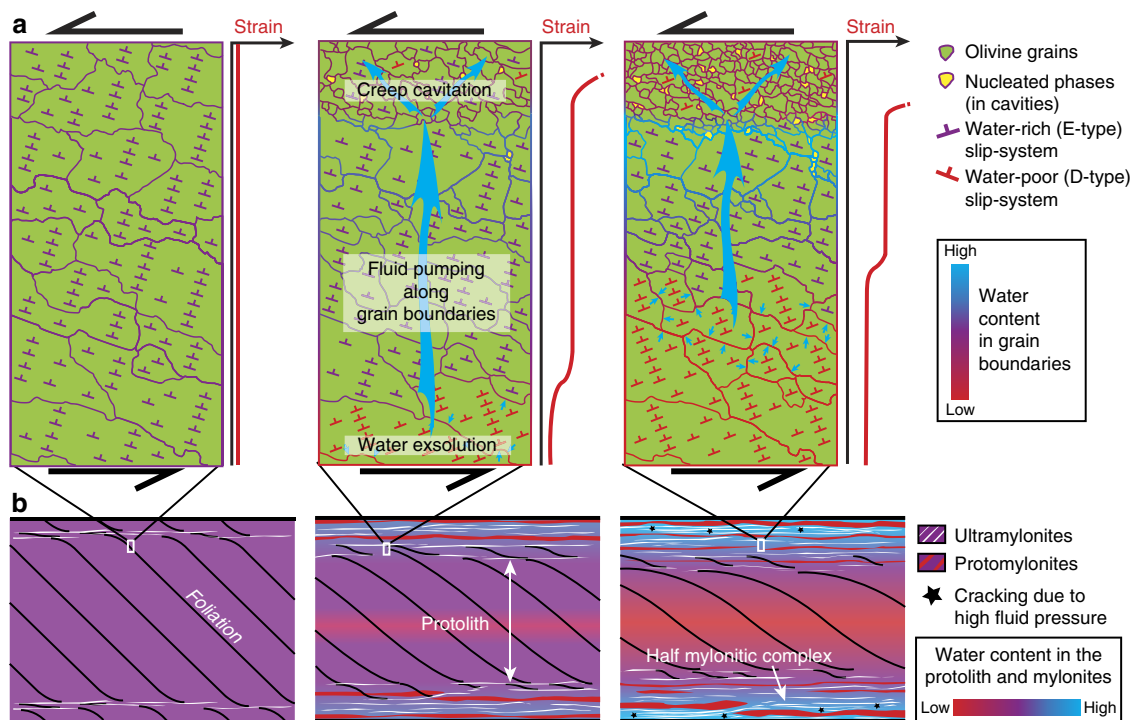 a
Strain
Strain
Strain
Creep cavitation
Fluid pumping
along
grain boundaries
Water exsolution
Olivine grains
Nucleated phases
(in cavities)
Water-rich (E-type)
slip-system
Water-poor (D-type)
slip-system
High
Water
content
in grain
boundaries
Low
b
Foliation
Protolith
Half mylonitic complex
Ultramylonites
Protomylonites
Cracking due to
high fluid pressure
Water content in the
protolith and mylonites
Low High